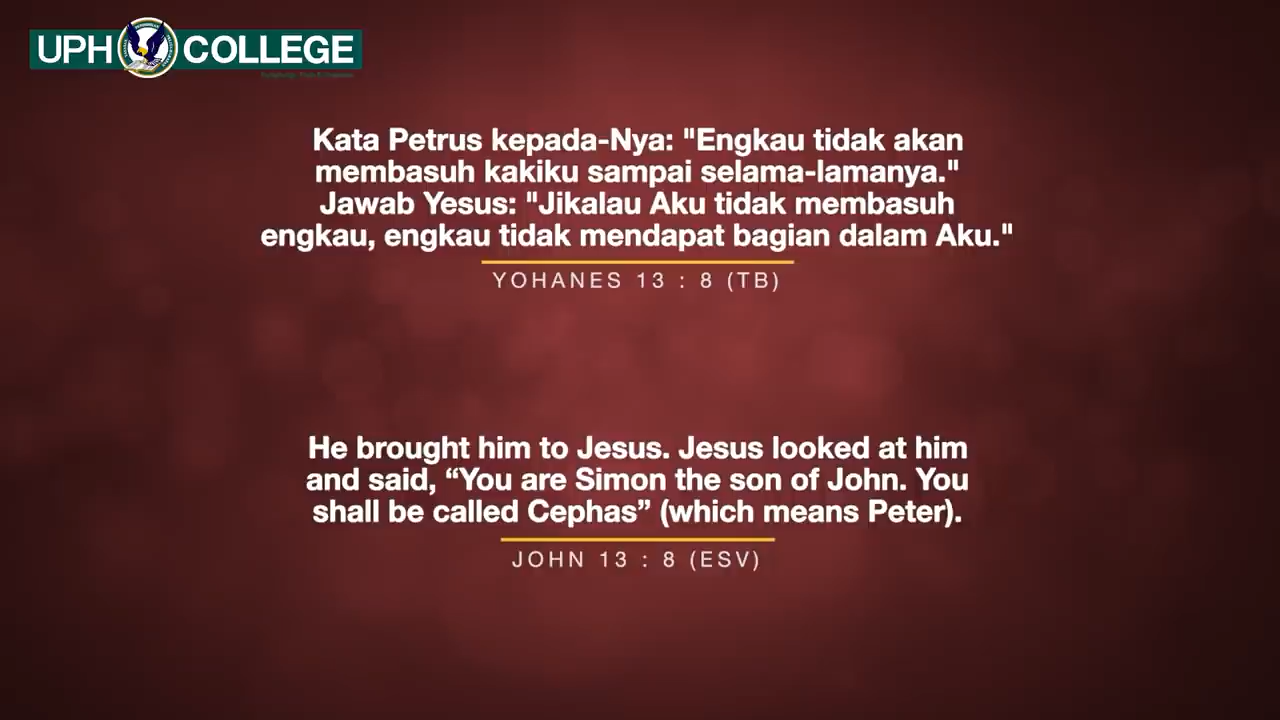 UPH COLLEGE
Kata Petrus kepada-Nya: "Engkau tidak akan
membasuh kakiku sampai selama-lamanya."
Jawab Yesus: "Jikalau Aku tidak membasuh
engkau, engkau tidak mendapat bagian dalam Aku."
YOHANES 13 : 8 (TB)
He brought him to Jesus. Jesus looked at him
and said, “You are Simon the son of John. You
shall be called Cephas” (which means Peter).
JOHN 13 : 8 (ESV)